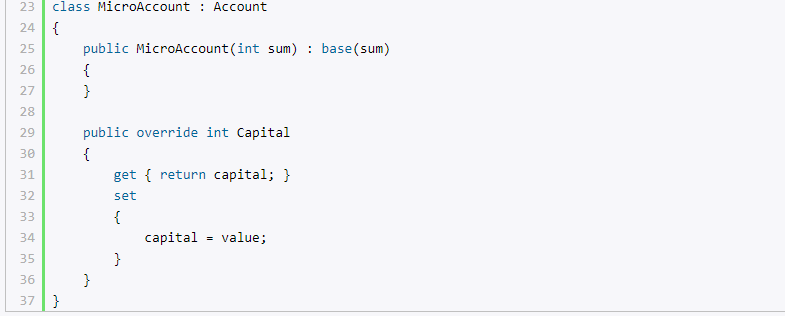 23 class MicroAccount : Account
24 {
25     public MicroAccount(int sum) : base(sum)
26     {
27     }
28
29     public override int Capital
30     {
31         get { return capital; }
32         set
33         {
34             capital = value;
35         }
36     }
37 }